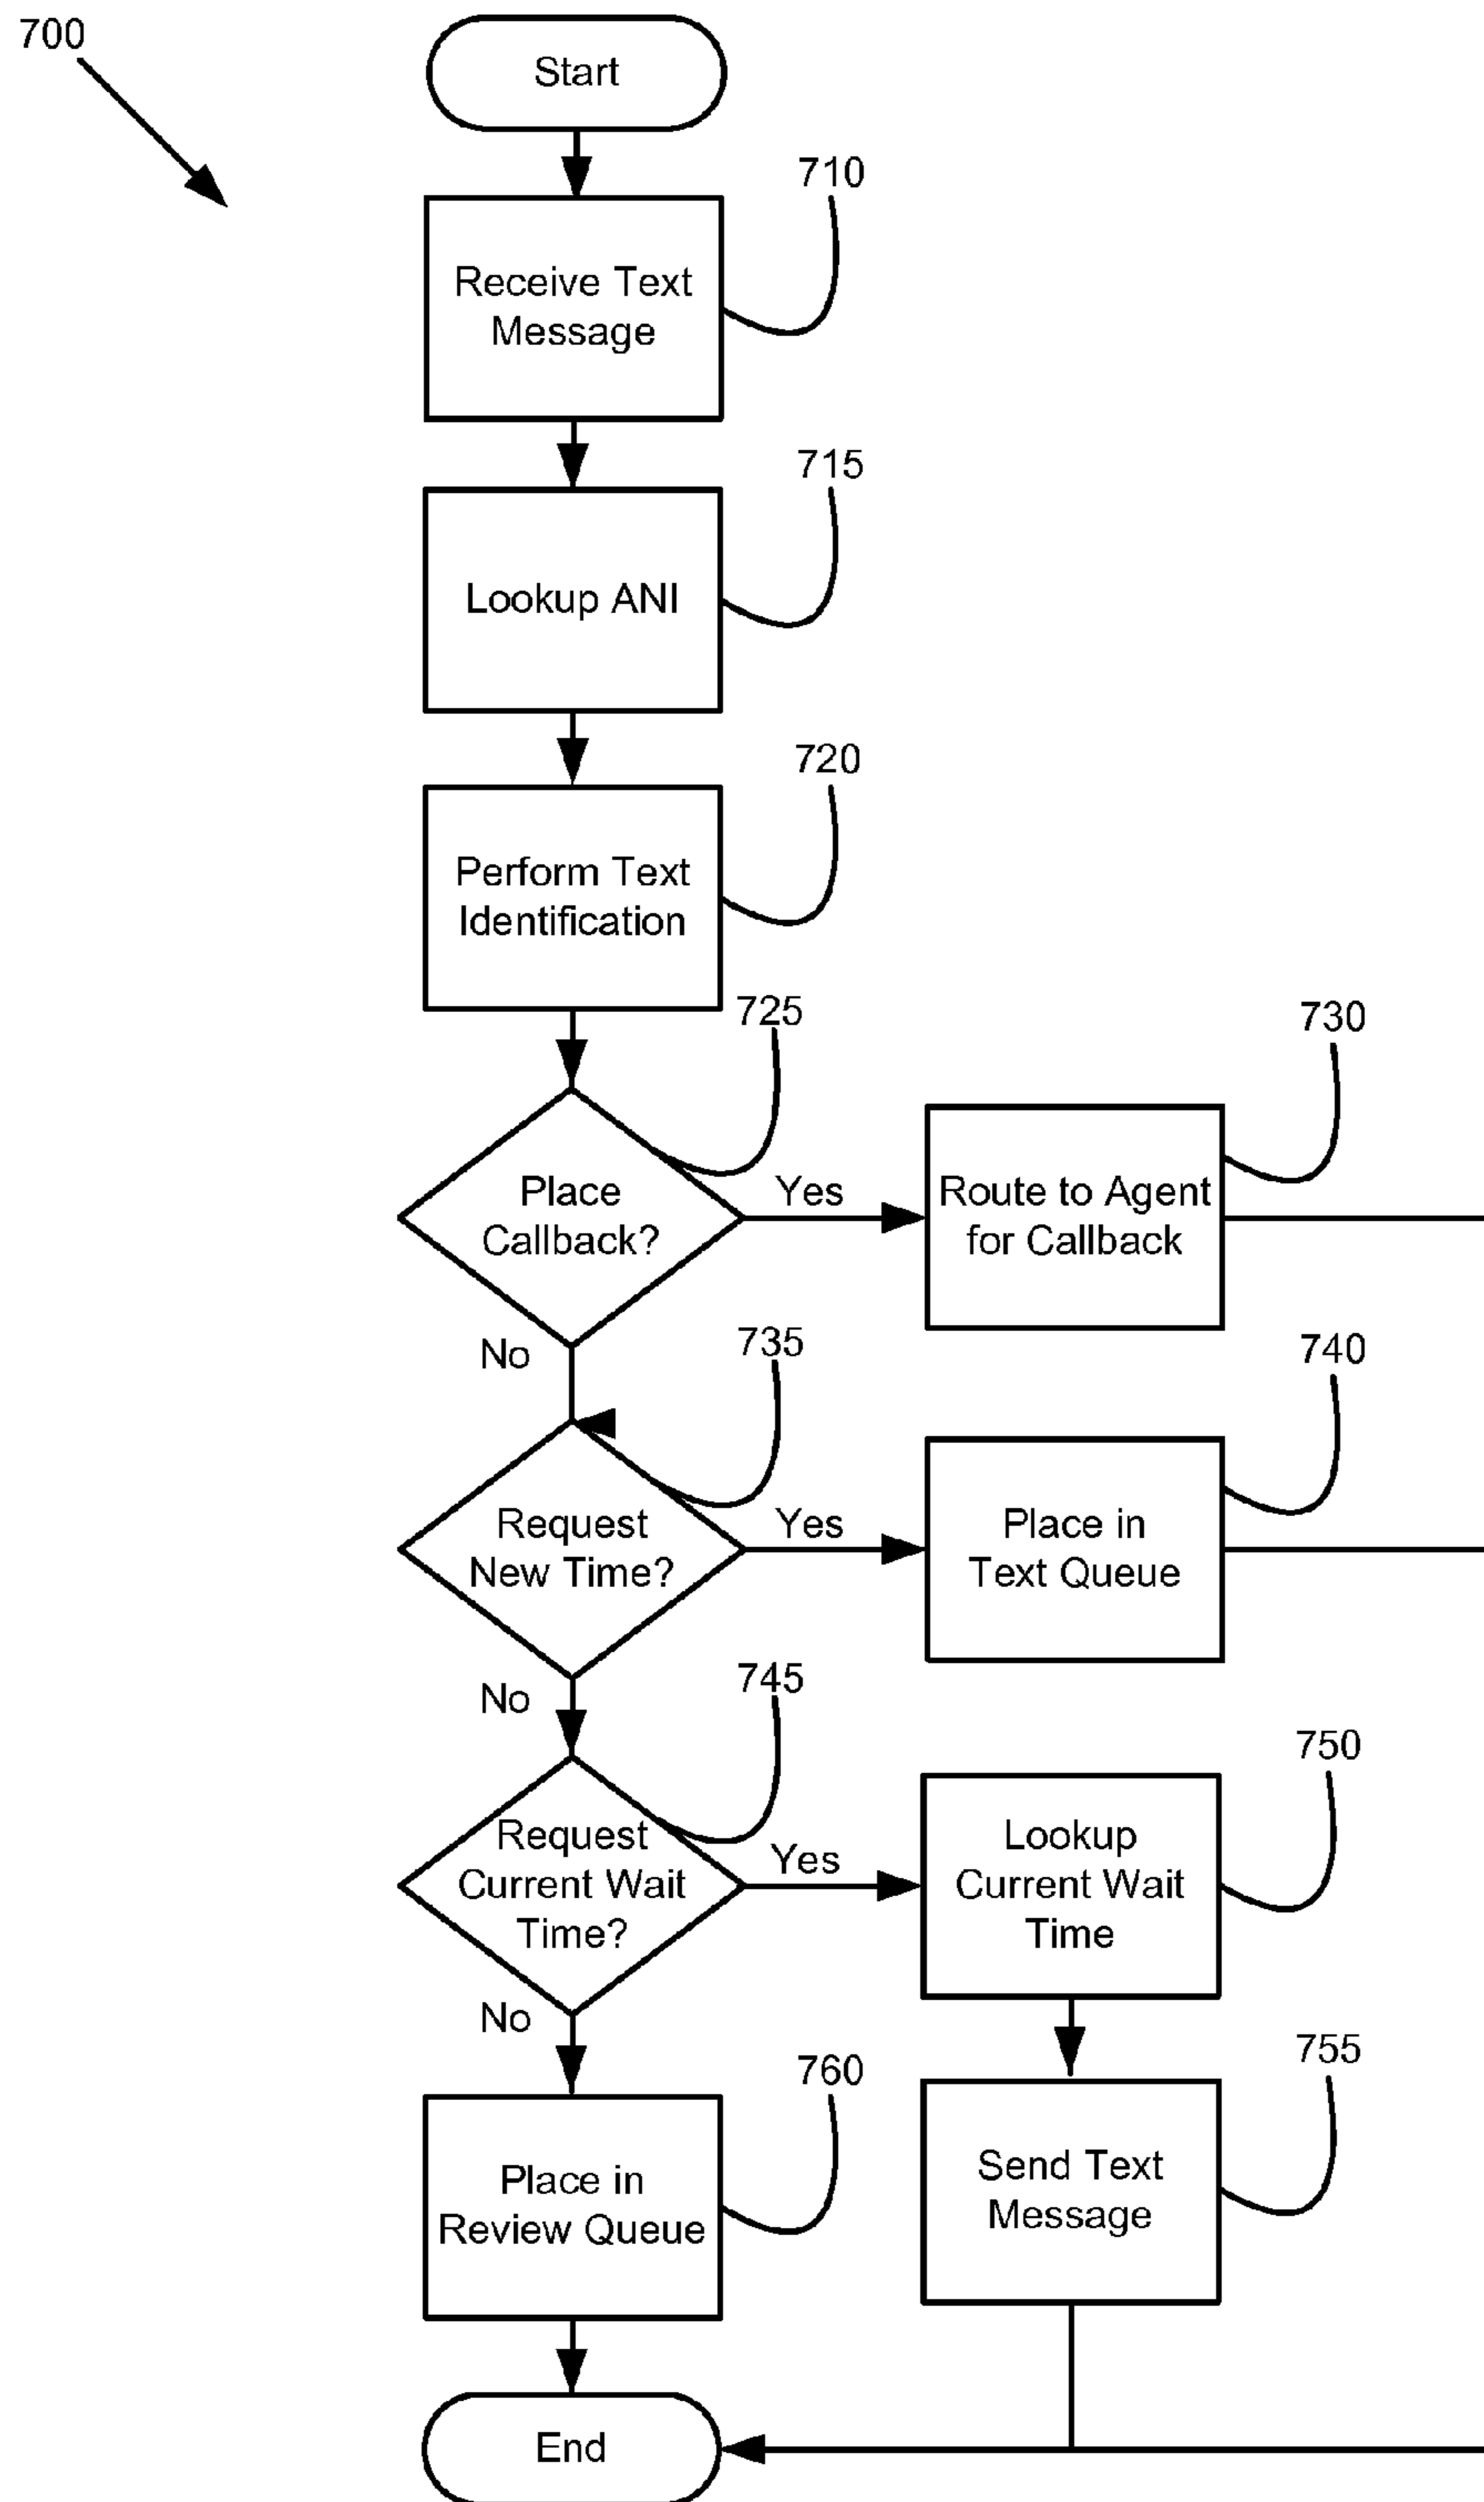 700
Start
710
Receive Text
Message
715
Lookup ANI
720
Perform Text
Identification
725
Place
Callback?
Yes
730
Route to Agent
for Callback
No
735
Request
New Time?
Yes
740
Place in
Text Queue
No
745
Request
Current Wait
Time?
Yes
750
Lookup
Current Wait
Time
No
755
Send Text
Message
760
Place in
Review Queue
End